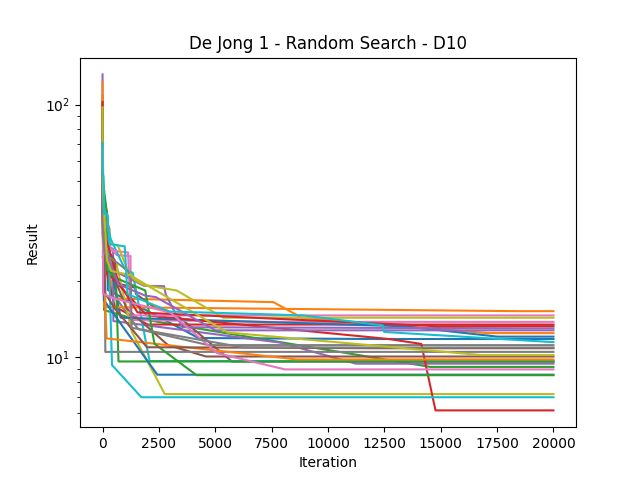 De Jong 1 - Random Search - D10
10²
10¹
Result
0 2500 5000 7500 10000 12500 15000 17500 20000
Iteration